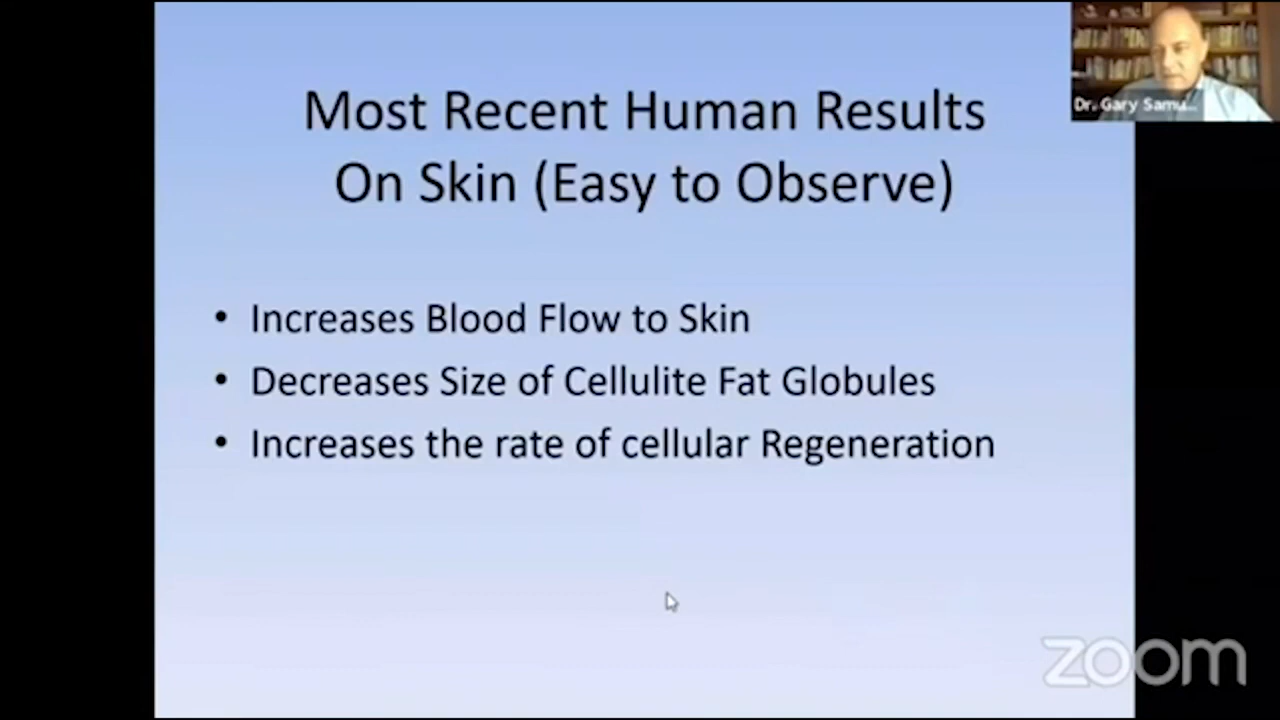 Most Recent Human Results
On Skin (Easy to Observe)
Dr. Gary Samu...
• Increases Blood Flow to Skin
• Decreases Size of Cellulite Fat Globules
• Increases the rate of cellular Regeneration
zoom